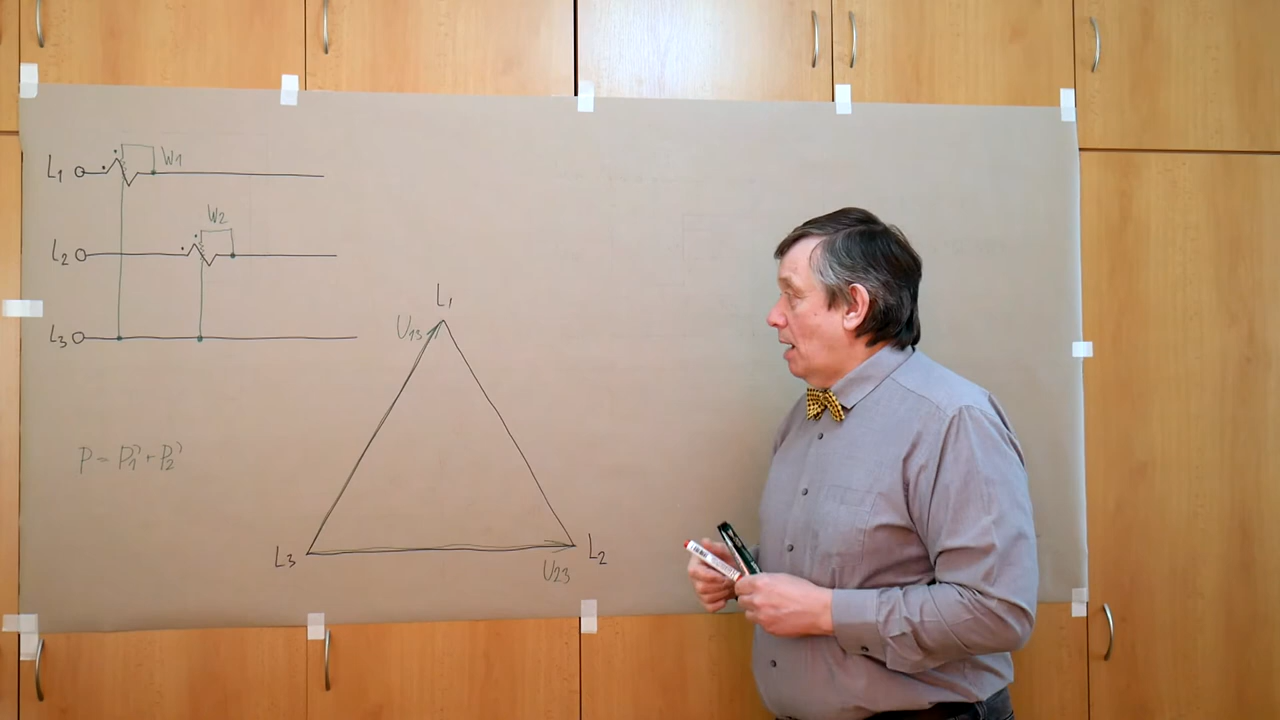 L1 W1
W2
L2
L3
L1
U13
P = P1' + P2'
L3 L2
U23